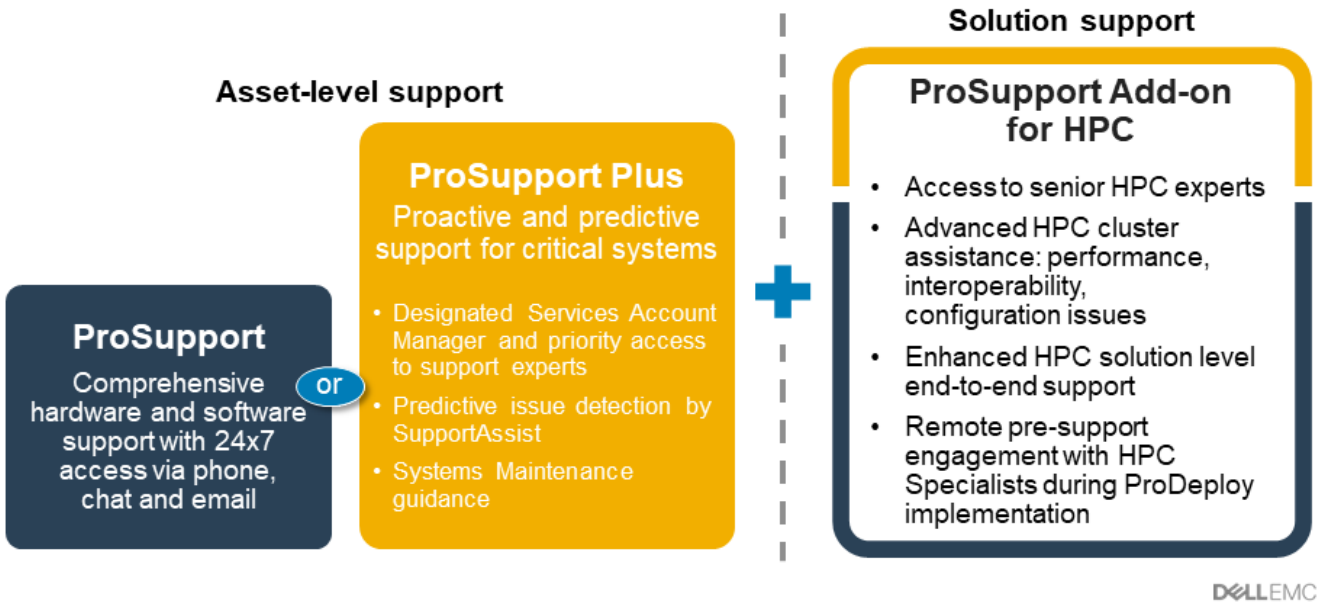 Asset-level support
ProSupport
Comprehensive
hardware and software
support with 24x7
access via phone,
chat and email
or
ProSupport Plus
Proactive and predictive
support for critical systems
• Designated Services Account
Manager and priority access
to support experts
• Predictive issue detection by
SupportAssist
• Systems Maintenance
guidance
Solution support
ProSupport Add-on
for HPC
• Access to senior HPC experts
• Advanced HPC cluster
assistance: performance,
interoperability,
configuration issues
• Enhanced HPC solution level
end-to-end support
• Remote pre-support
engagement with HPC
Specialists during ProDeploy
implementation
DELLEMC